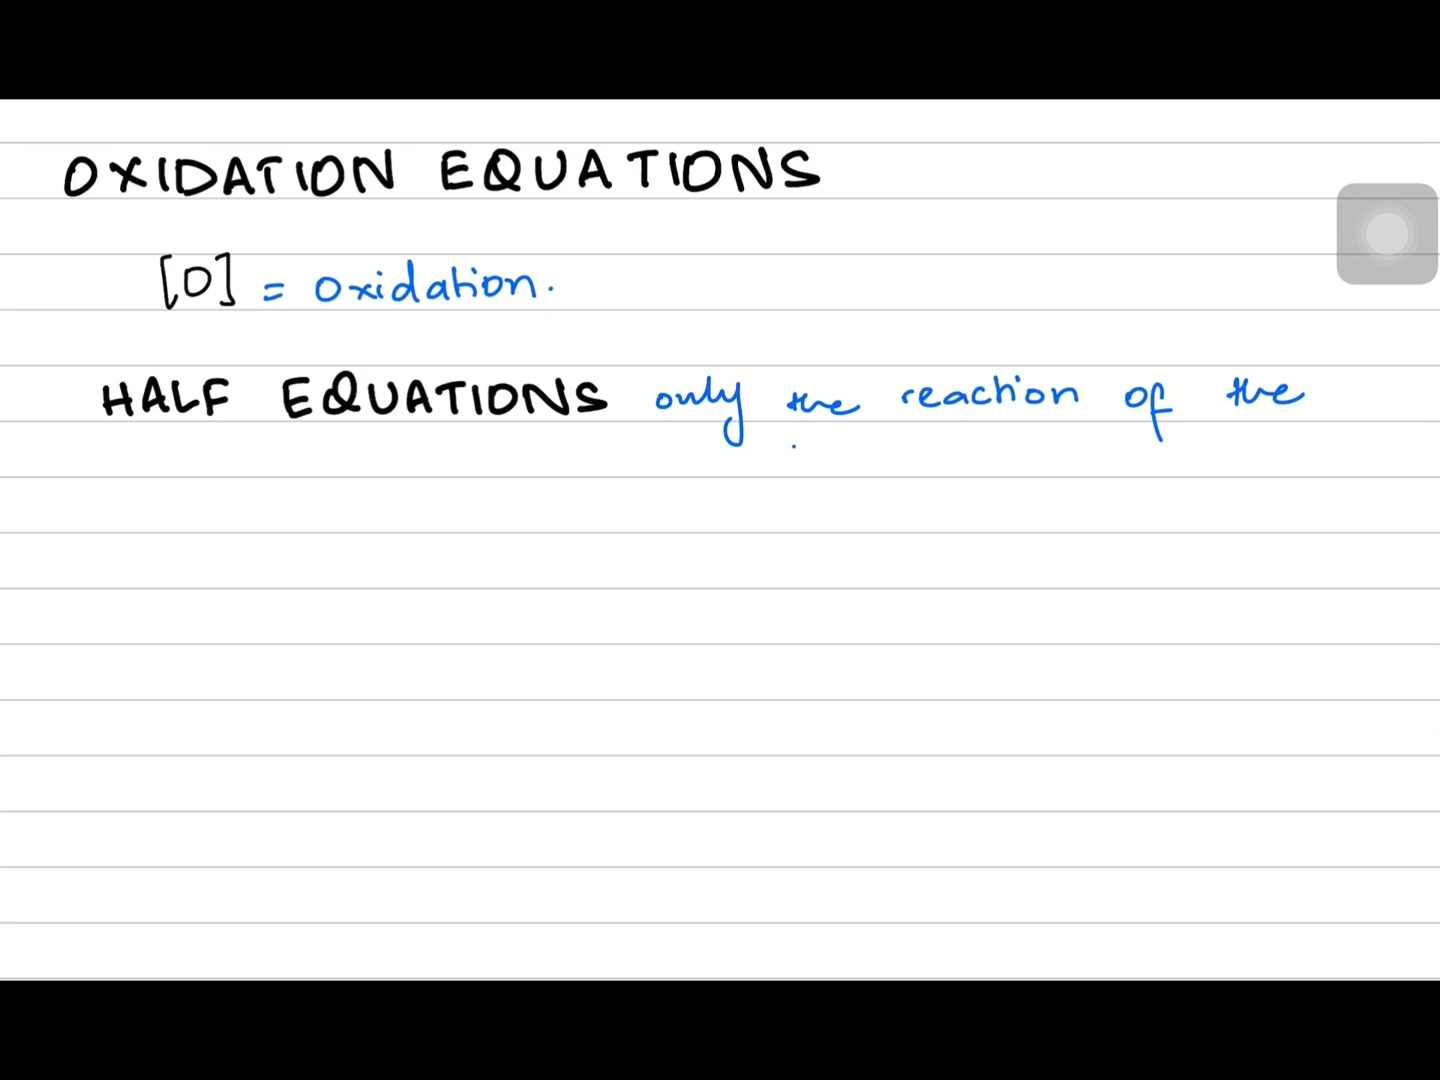 OXIDATION EQUATIONS
[O] = oxidation.
HALF EQUATIONS only the reaction of the